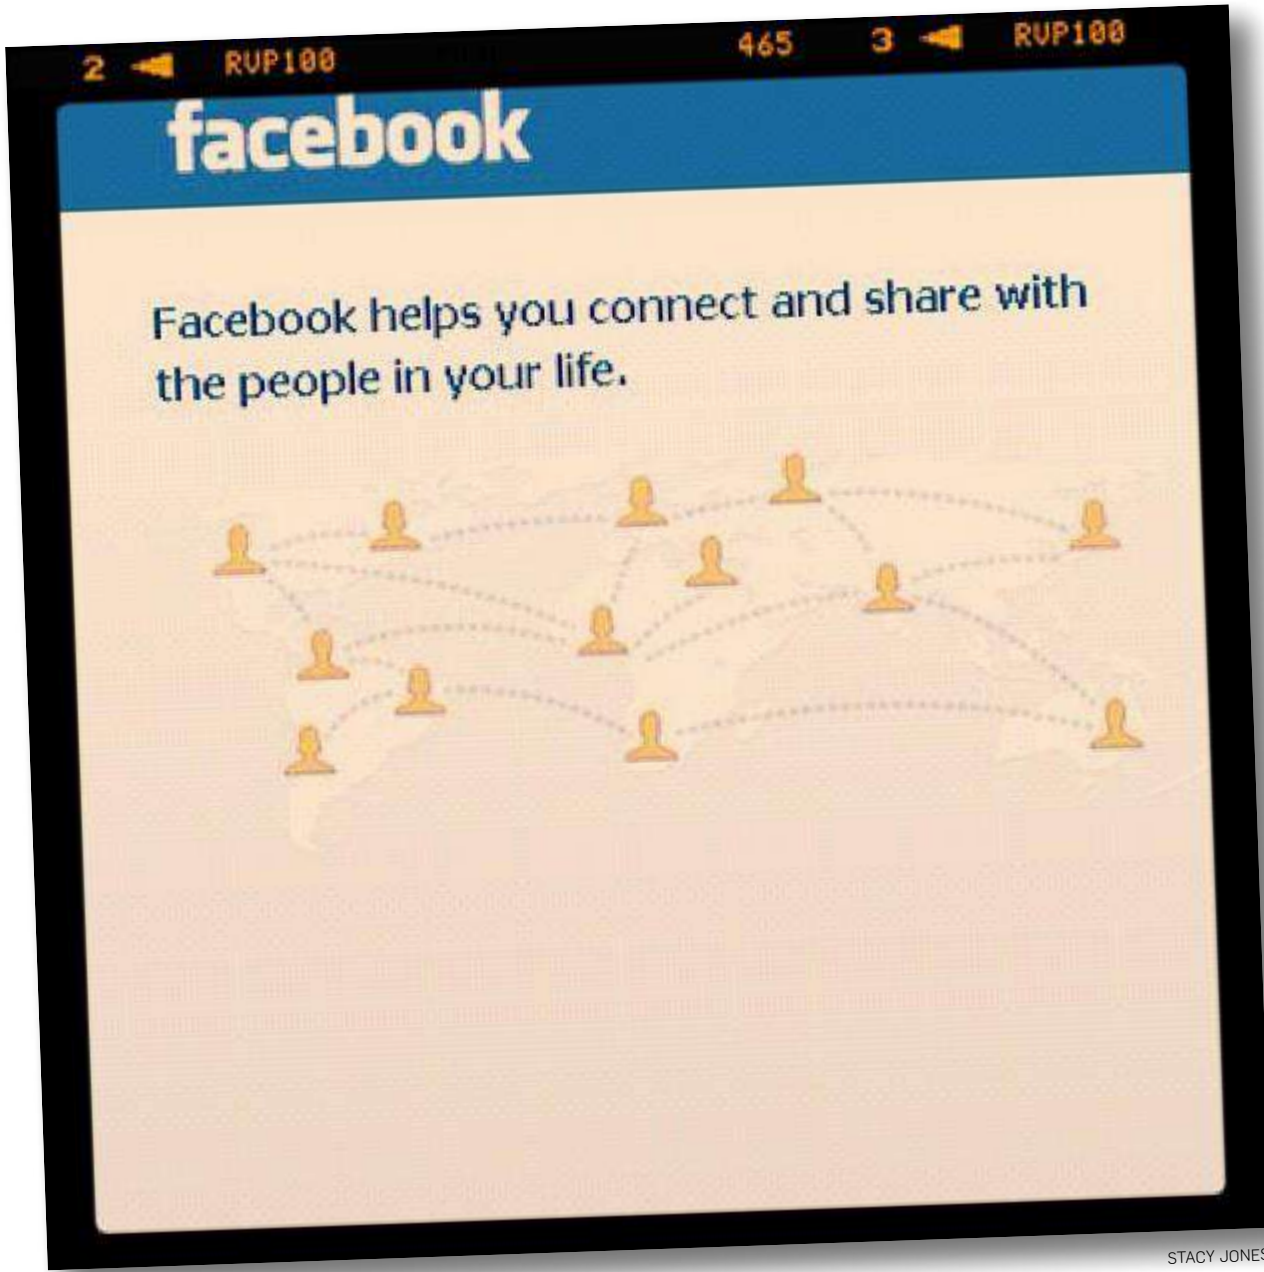 2 RVP100 465 3 RVP100
facebook
Facebook helps you connect and share with
the people in your life.
STACY JONES